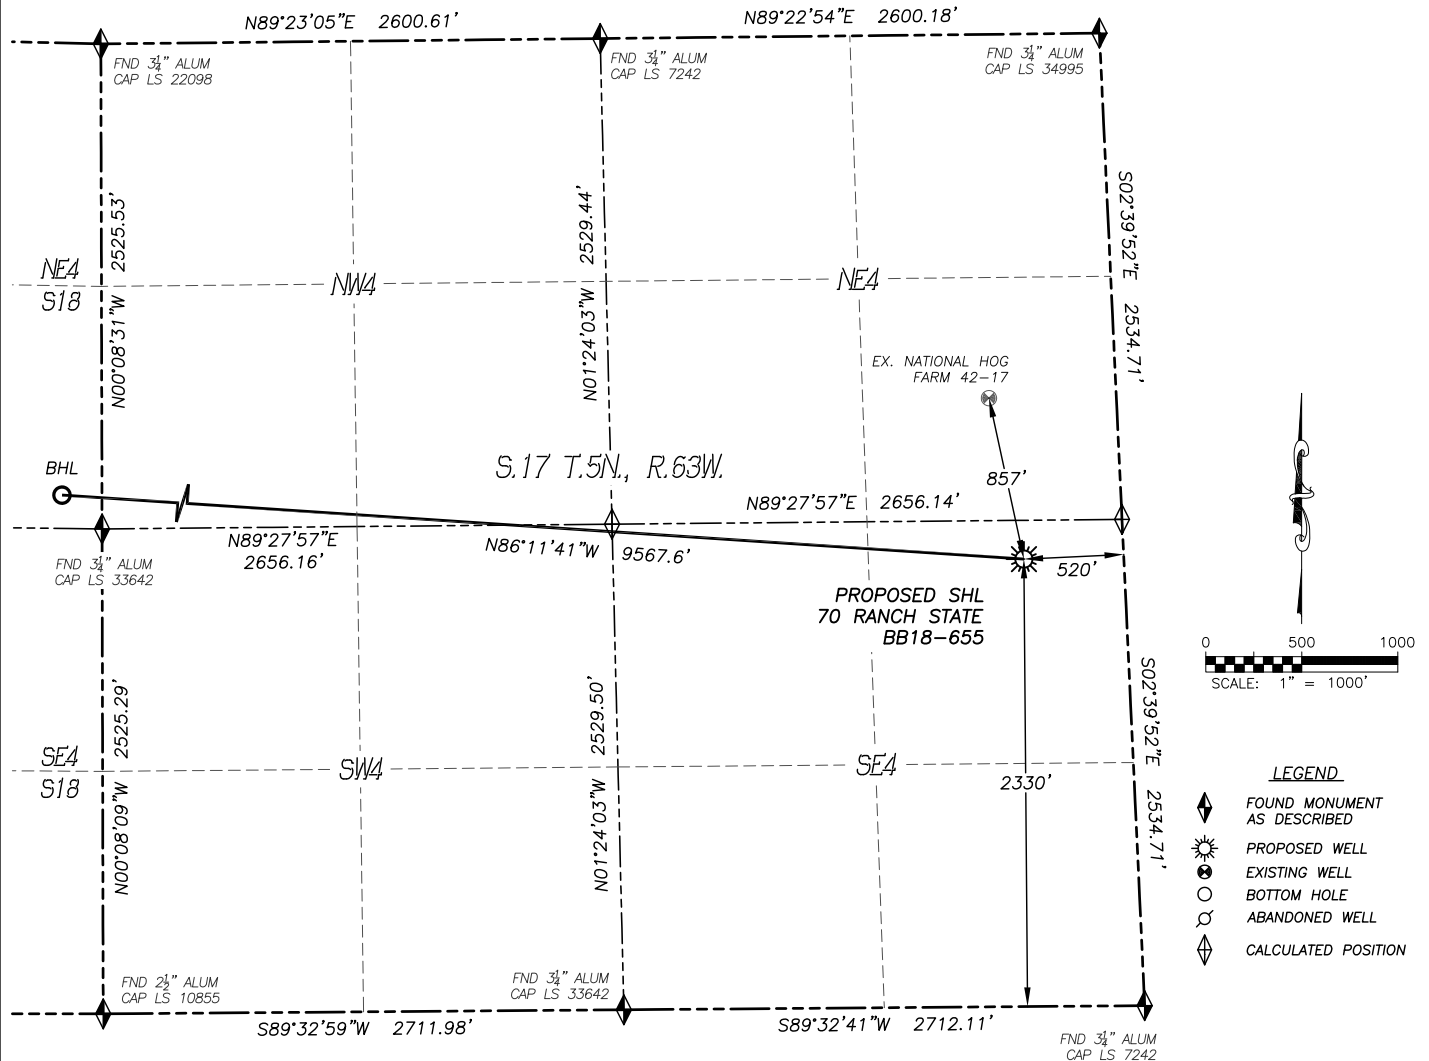 N89°23'05"E 2600.61'
N89°22'54"E 2600.18'
FND 3¼" ALUM
CAP LS 22098
FND 3¼" ALUM
CAP LS 7242
FND 3¼" ALUM
CAP LS 34995
N00°08'31"W 2525.53'
N01°24'03"W 2529.44'
S02°39'52"E 2534.71'
NE4
S18
NW4
NE4
EX. NATIONAL HOG
FARM 42-17
857'
BHL
S.17 T.5N., R.63W.
N89°27'57"E 2656.14'
N89°27'57"E
2656.16'
N86°11'41"W 9567.6'
FND 3¼" ALUM
CAP LS 33642
520'
PROPOSED SHL
70 RANCH STATE
BB18-655
0 500 1000
SCALE: 1" = 1000'
N00°08'09"W 2525.29'
N01°24'03"W 2529.50'
S02°39'52"E 2534.71'
SE4
S18
SW4
SE4
2330'
LEGEND
FOUND MONUMENT
AS DESCRIBED
PROPOSED WELL
EXISTING WELL
BOTTOM HOLE
ABANDONED WELL
CALCULATED POSITION
FND 2½" ALUM
CAP LS 10855
FND 3¼" ALUM
CAP LS 33642
S89°32'59"W 2711.98'
S89°32'41"W 2712.11'
FND 3¼" ALUM
CAP LS 7242